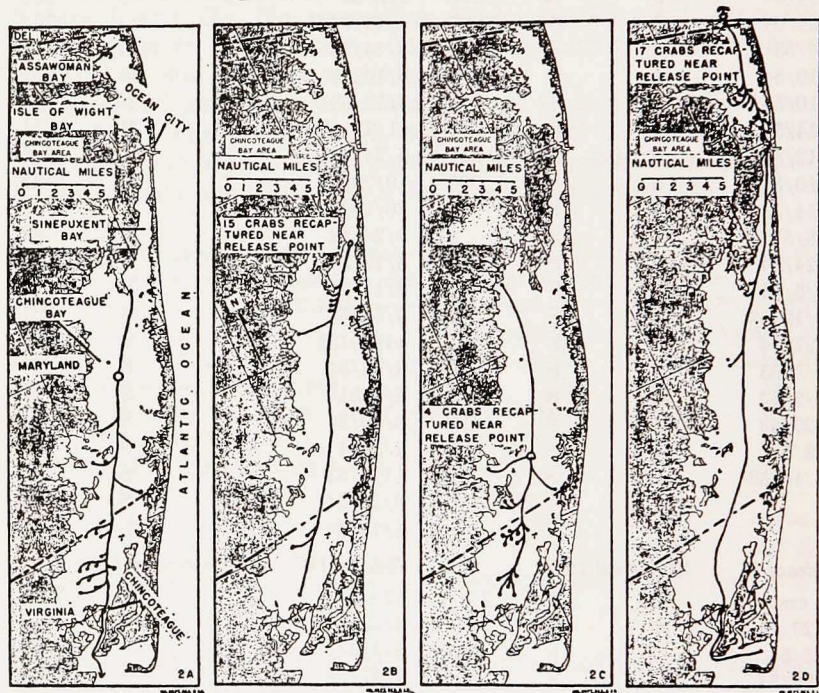 DEL.
ASSAWOMAN
BAY
OCEAN CITY
ISLE OF WIGHT
BAY
CHINCOTEAGUE
BAY AREA
NAUTICAL MILES
0 1 2 3 4 5
SINEPUXENT
BAY
CHINCOTEAGUE
BAY
MARYLAND
ATLANTIC OCEAN
VIRGINIA
CHINCOTEAGUE
2A
CHINCOTEAGUE
BAY AREA
NAUTICAL MILES
0 1 2 3 4 5
15 CRABS RECAP-
TURED NEAR
RELEASE POINT
N
2B
CHINCOTEAGUE
BAY AREA
NAUTICAL MILES
0 1 2 3 4 5
4 CRABS RECAP-
TURED NEAR
RELEASE POINT
2C
17 CRABS RECAP-
TURED NEAR
RELEASE POINT
CHINCOTEAGUE
BAY AREA
NAUTICAL MILES
0 1 2 3 4 5
2D